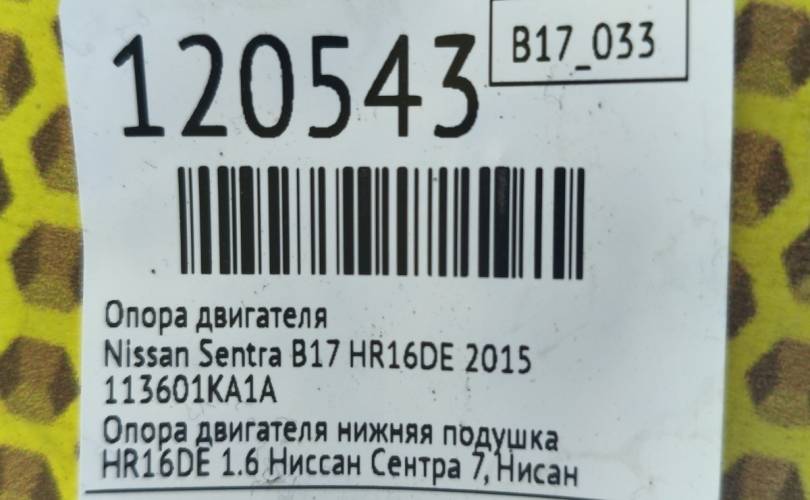 120543
B17_033
Опора двигателя
Nissan Sentra B17 HR16DE 2015
113601KA1A
Опора двигателя нижняя подушка
HR16DE 1.6 Ниссан Сентра 7, Нисан